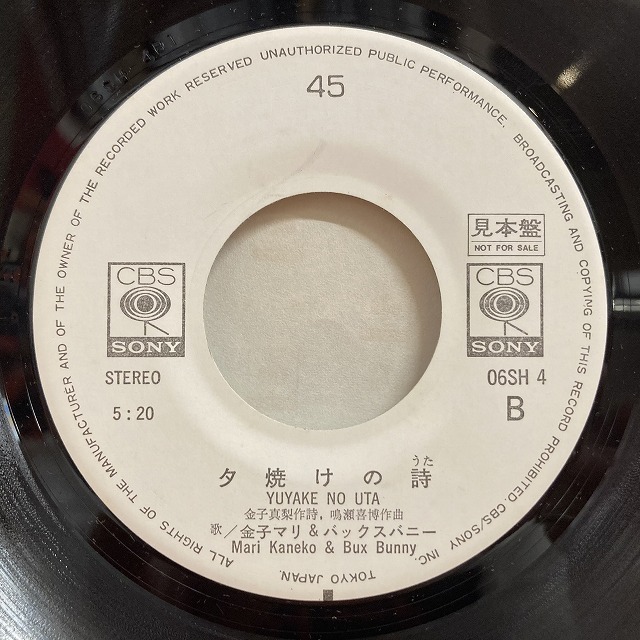 ALL RIGHTS OF THE MANUFACTURER AND OF THE OWNER OF THE RECORDED WORK RESERVED UNAUTHORIZED PUBLIC PERFORMANCE, BROADCASTING AND COPYING OF THIS RECORD PROHIBITED. CBS/SONY INC.
TOKYO JAPAN.
45
見本盤
NOT FOR SALE
CBS
SONY
CBS
SONY
STEREO
06SH 4
5:20
B
うた
夕焼けの詩
YUYAKE NO UTA
金子真梨作詩、鳴瀬喜博作曲
歌/金子マリ&バックスバニー
Mari Kaneko & Bux Bunny